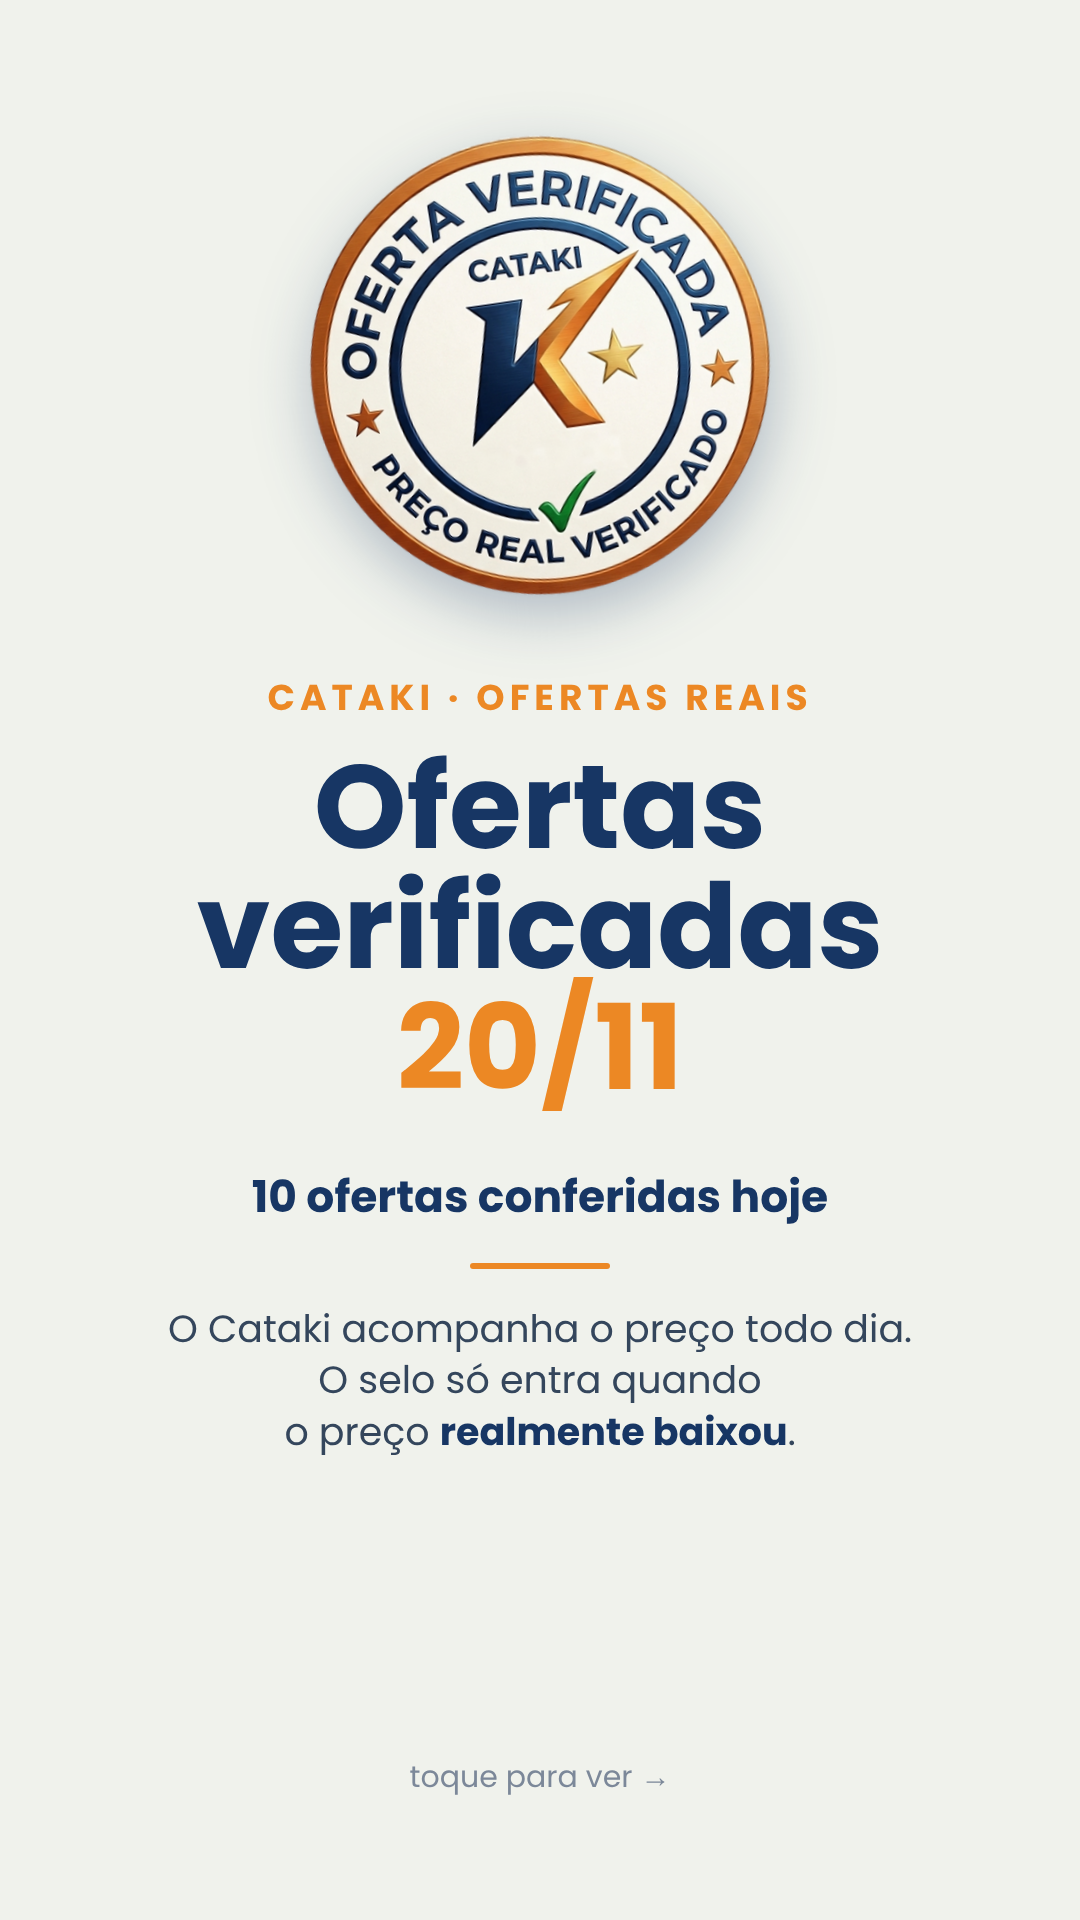 OFERTA VERIFICADA
CATAKI
PREÇO REAL VERIFICADO
CATAKI · OFERTAS REAIS
Ofertas
verificadas
20/11
10 ofertas conferidas hoje
O Cataki acompanha o preço todo dia.
O selo só entra quando
o preço realmente baixou.
toque para ver →